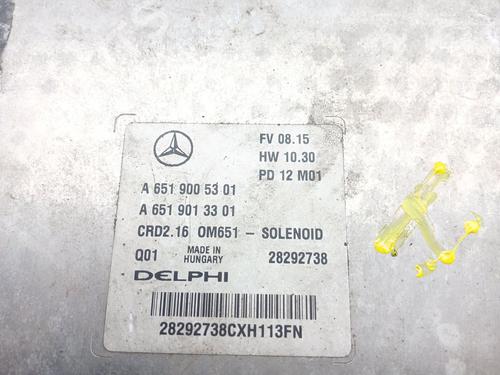 FV 08.15
HW 10.30
PD 12 M01
A 651 900 53 01
A 651 901 33 01
CRD2.16 OM651 - SOLENOID
Q01 MADE IN HUNGARY 28292738
DELPHI
28292738CXH113FN